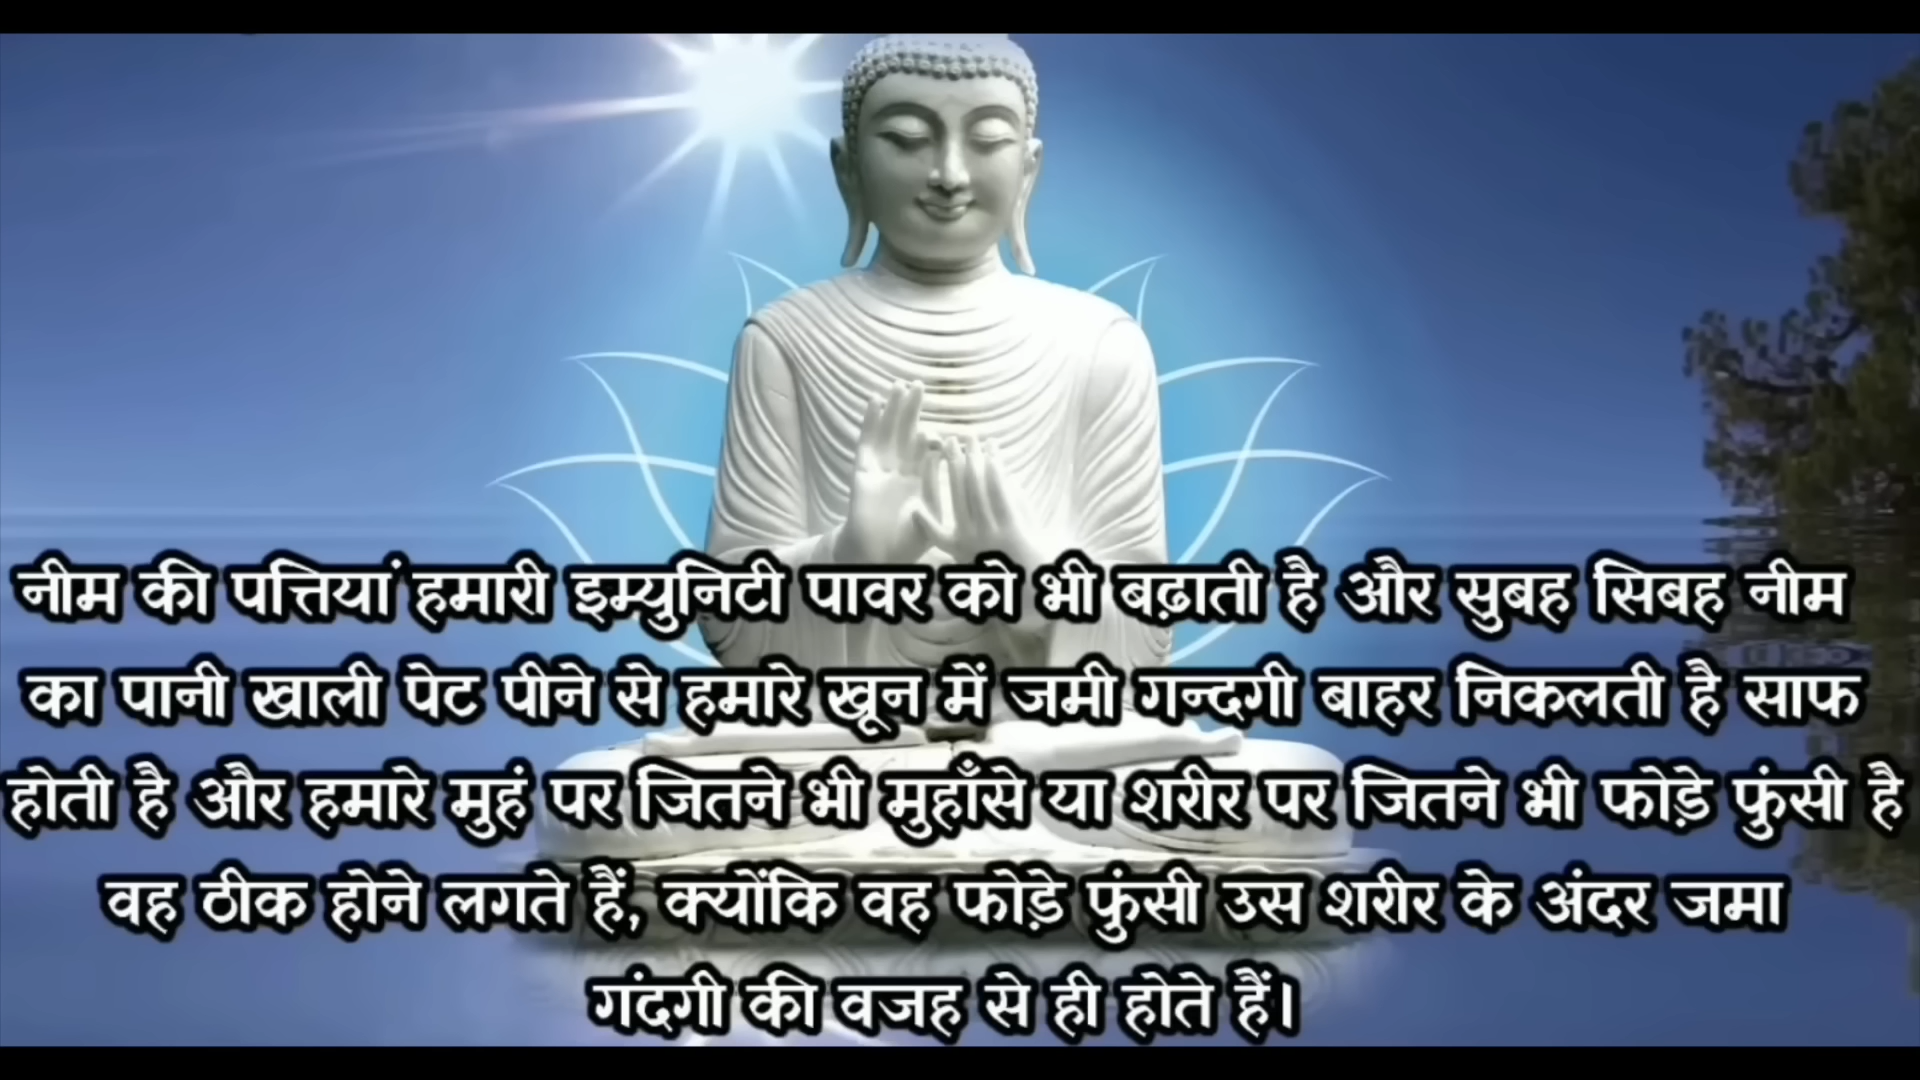 नीम की पत्तियां हमारी इम्युनिटी पावर को भी बढ़ाती है और सुबह सिबह नीम
का पानी खाली पेट पीने से हमारे खून में जमी गन्दगी बाहर निकलती है साफ
होती है और हमारे मुहं पर जितने भी मुहाँसे या शरीर पर जितने भी फोड़े फुंसी है
वह ठीक होने लगते हैं, क्योंकि वह फोड़े फुंसी उस शरीर के अंदर जमा
गंदगी की वजह से ही होते हैं।